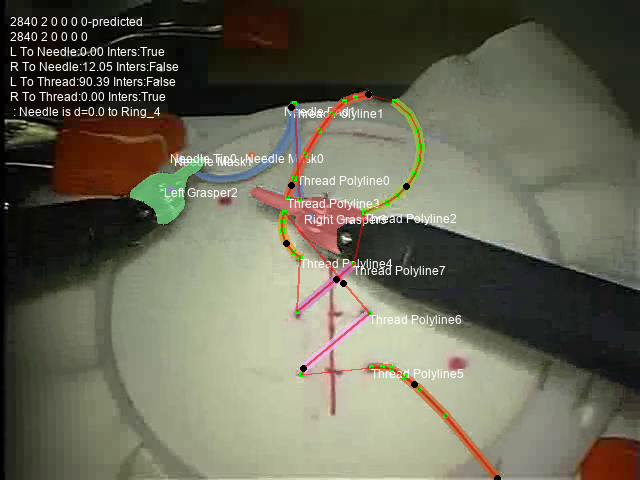 2840 2 0 0 0 0-predicted
2840 2 0 0 0 0
L To Needle:0.00 Inters:True
R To Needle:12.05 Inters:False
L To Thread:90.39 Inters:False
R To Thread:0.00 Inters:True
: Needle is d=0.0 to Ring_4
Thread Polyline1
Needle Tip0 Needle Mask0
Needle Mask1
Thread Polyline0
Left Grasper2
Thread Polyline3
Right Grasper3 Thread Polyline2
Thread Polyline4
Thread Polyline7
Thread Polyline6
Thread Polyline5